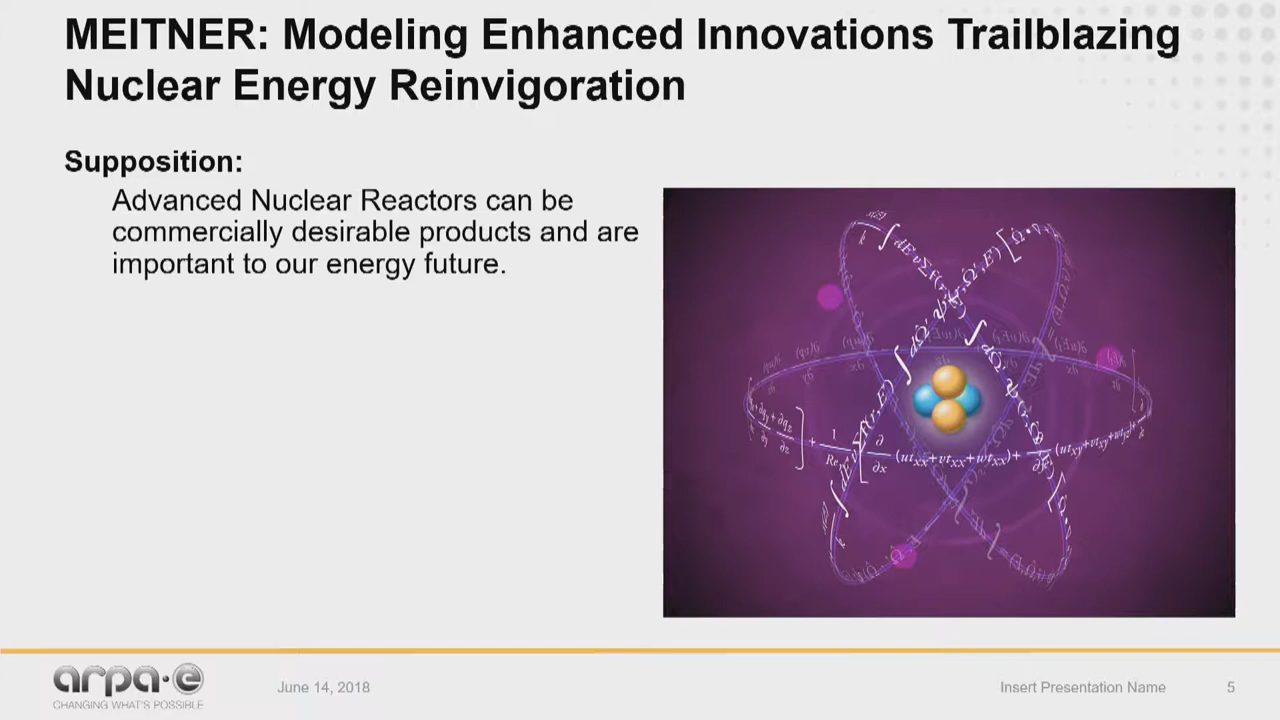 MEITNER: Modeling Enhanced Innovations Trailblazing
Nuclear Energy Reinvigoration
Supposition:
Advanced Nuclear Reactors can be
commercially desirable products and are
important to our energy future.
arpa·e
CHANGING WHAT'S POSSIBLE
June 14, 2018
Insert Presentation Name
5